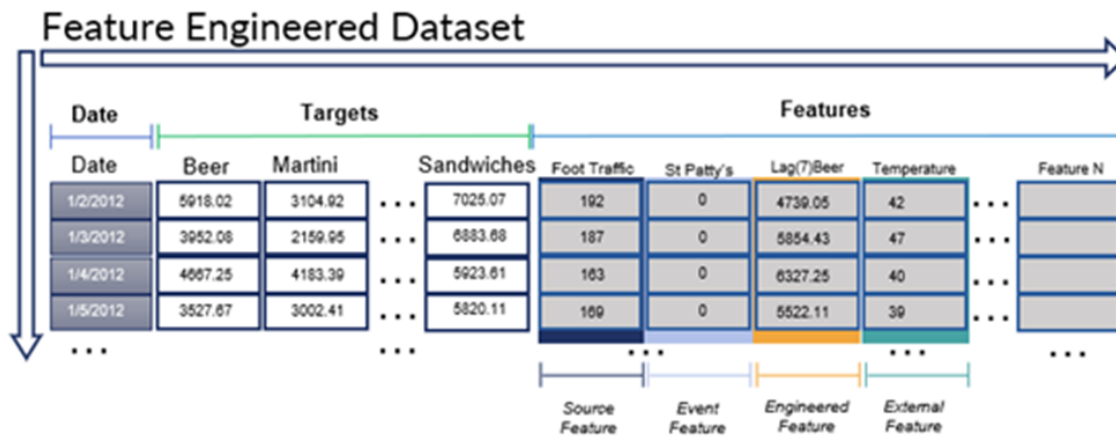 Feature Engineered Dataset
Date Targets Features
Date Beer Martini Sandwiches Foot Traffic St Patty's Lag(7)Beer Temperature Feature N
1/2/2012 5918.02 3104.92 ... 7025.07 192 0 4739.05 42 ...
1/3/2012 3952.08 2159.95 ... 6883.68 187 0 5854.43 47 ...
1/4/2012 4667.25 4183.39 ... 5923.61 163 0 6327.25 40 ...
1/5/2012 3527.67 3002.41 ... 5820.11 169 0 5522.11 39 ...
... ... ... ... ...
Source Event Engineered External
Feature Feature Feature Feature